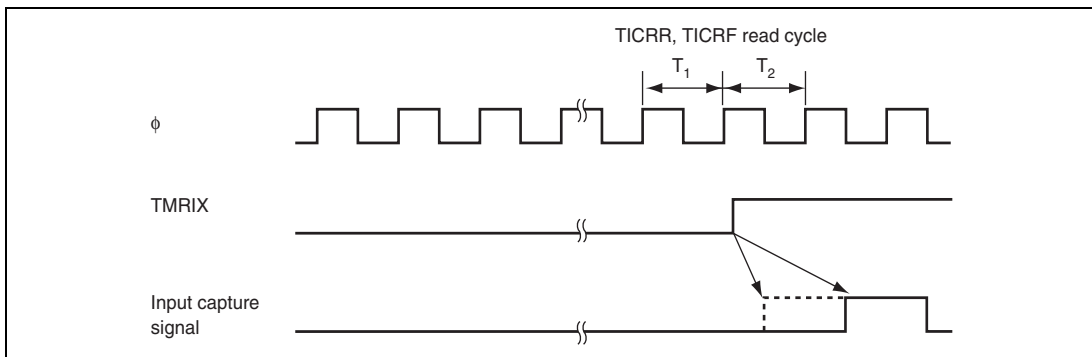 TICRR, TICRF read cycle
T1 T2
φ
TMRIX
Input capture
signal